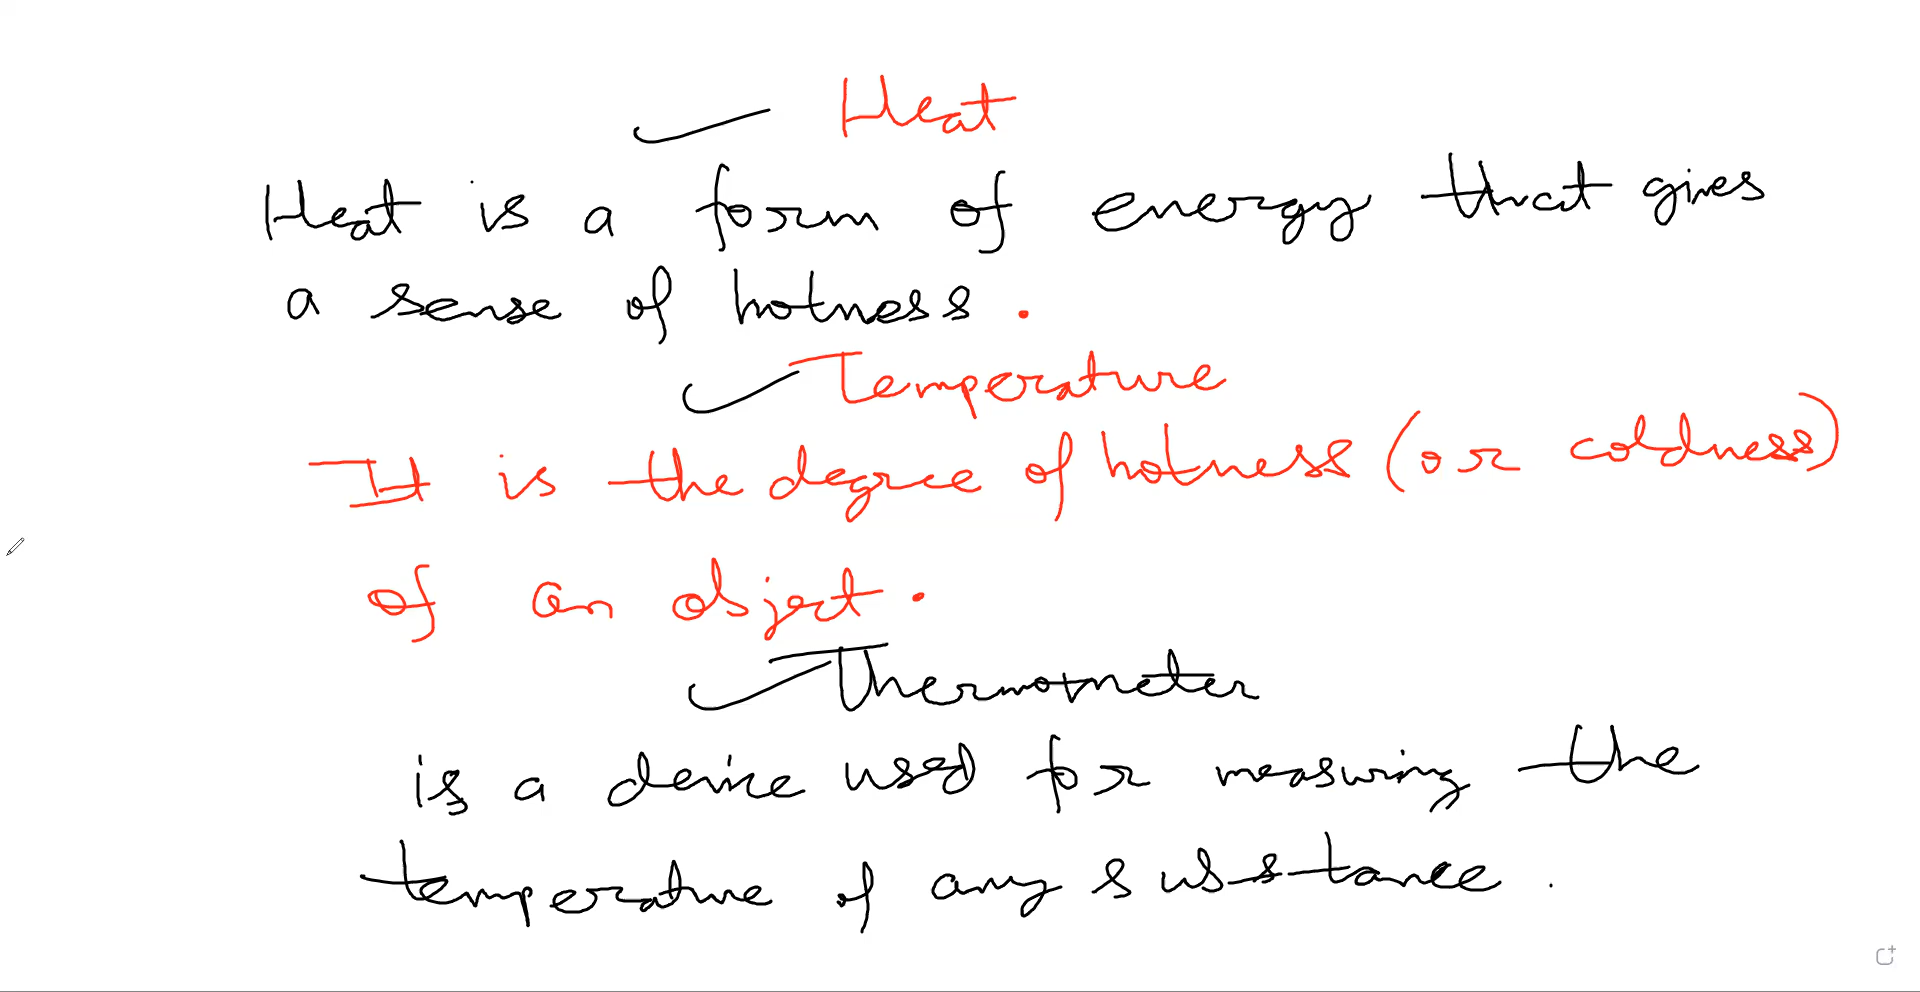 Heat
Heat is a form of energy that gives
a sense of hotness.
Temperature
It is the degree of hotness (or coldness)
of an object.
Thermometer
is a device used for measuring the
temperature of any substance.